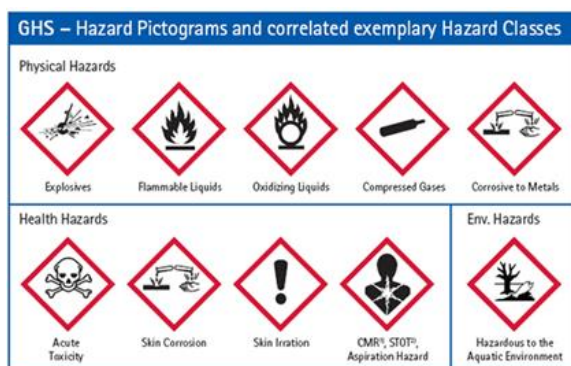 GHS – Hazard Pictograms and correlated exemplary Hazard Classes
Physical Hazards
Explosives
Flammable Liquids
Oxidizing Liquids
Compressed Gases
Corrosive to Metals
Health Hazards
Acute
Toxicity
Skin Corrosion
Skin Irration
CMR¹⁾, STOT²⁾,
Aspiration Hazard
Env. Hazards
Hazardous to the
Aquatic Environment